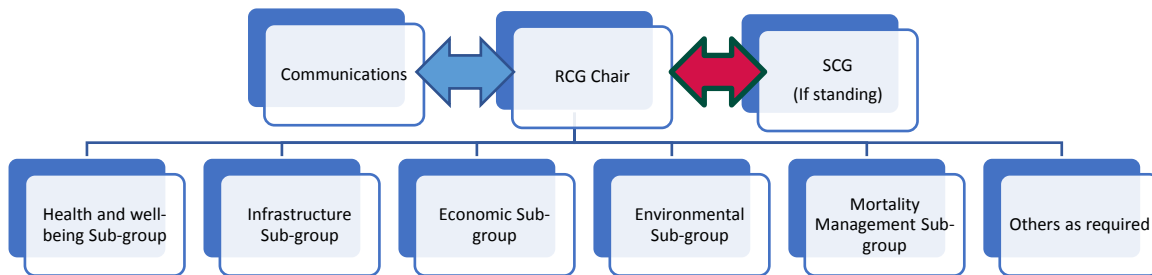 Communications
RCG Chair
SCG
(If standing)
Health and well-
being Sub-group
Infrastructure
Sub-group
Economic Sub-
group
Environmental
Sub-group
Mortality
Management Sub-
group
Others as required